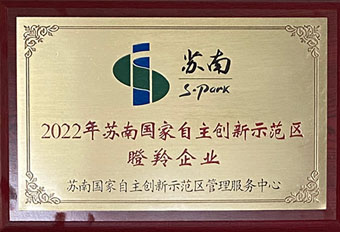 苏南
S-park
2022年苏南国家自主创新示范区
瞪羚企业
苏南国家自主创新示范区管理服务中心